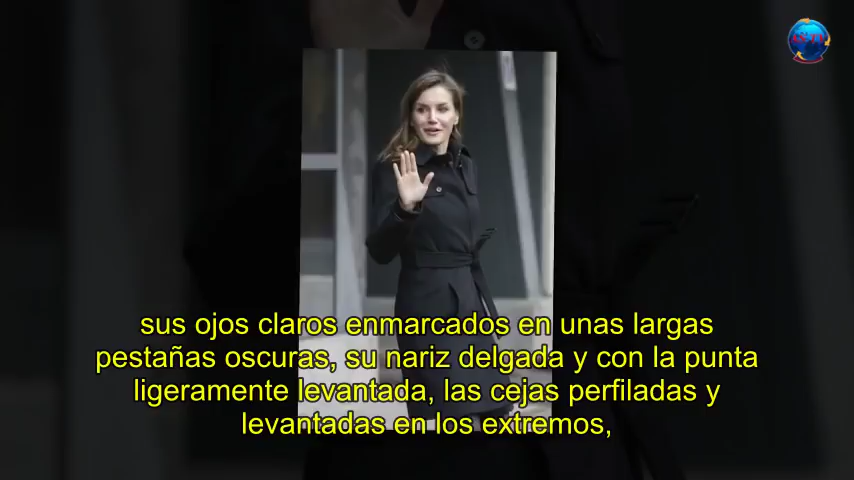 sus ojos claros enmarcados en unas largas
pestañas oscuras, su nariz delgada y con la punta
ligeramente levantada, las cejas perfiladas y
levantadas en los extremos,